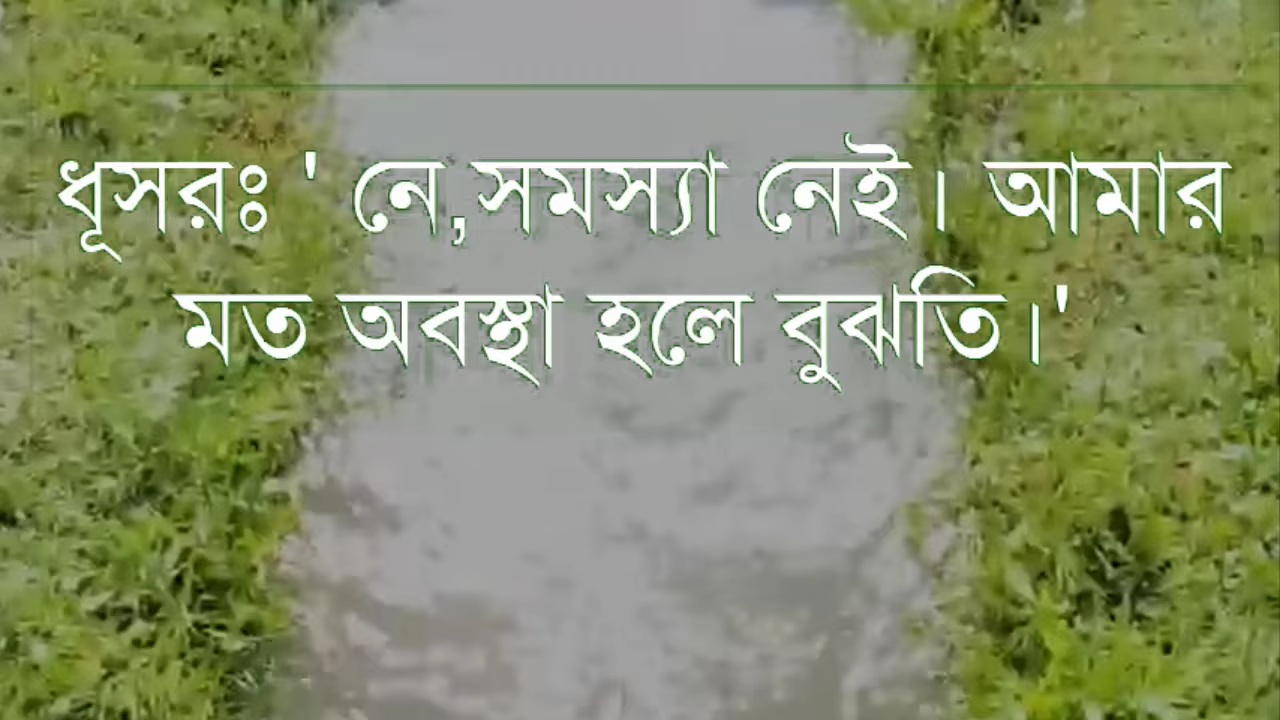 ধূসরঃ ' নে,সমস্যা নেই। আমার
মত অবস্থা হলে বুঝতি।'